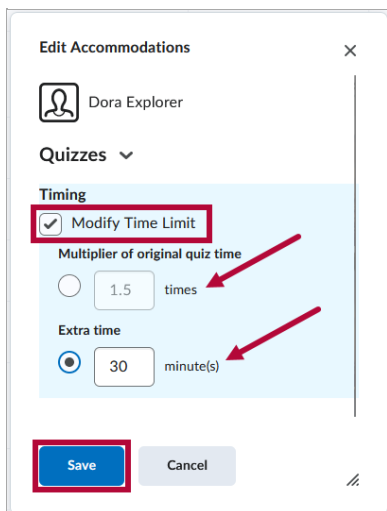 Edit Accommodations
Dora Explorer
Quizzes
Timing
Modify Time Limit
Multiplier of original quiz time
1.5 times
Extra time
30 minute(s)
Save Cancel